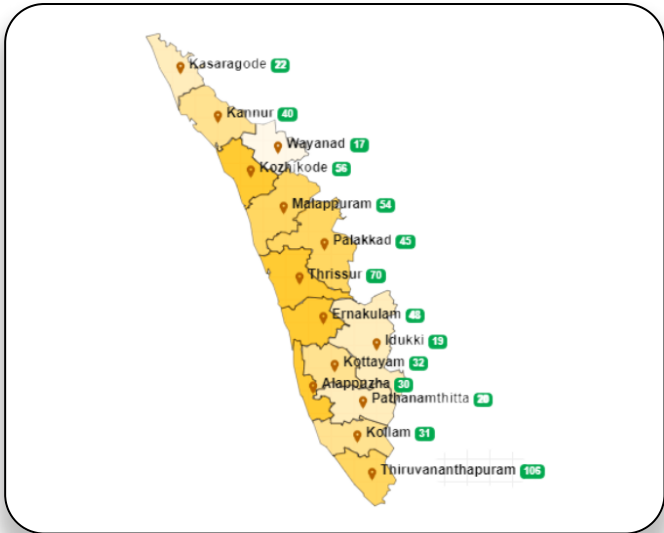 Kasaragode 22
Kannur 40
Wayanad 17
Kozhikode 56
Malappuram 54
Palakkad 45
Thrissur 70
Ernakulam 48
Idukki 19
Kottayam 32
Alappuzha 30
Pathanamthitta 20
Kollam 31
Thiruvananthapuram 106